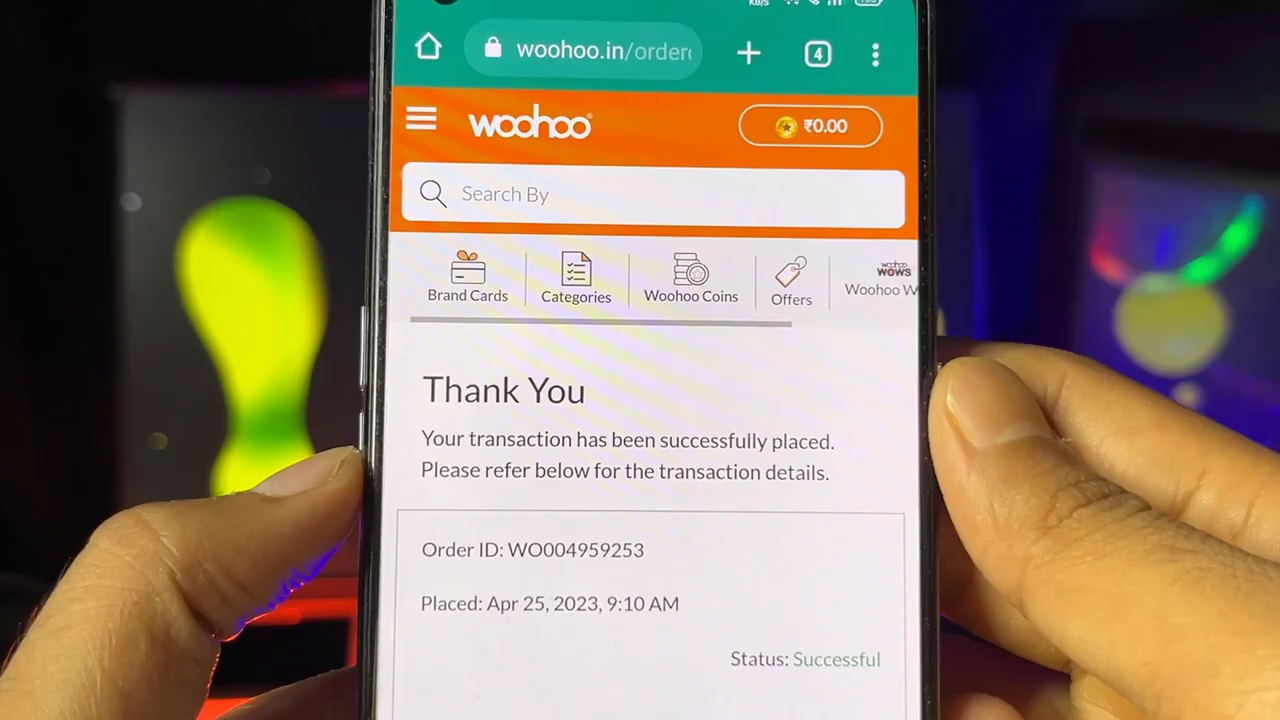 KB/S
woohoo.in/order
4
woohoo
₹0.00
Search By
Brand Cards
Categories
Woohoo Coins
Offers
woohoo
WOWS
Woohoo W
Thank You
Your transaction has been successfully placed.
Please refer below for the transaction details.
Order ID: WO004959253
Placed: Apr 25, 2023, 9:10 AM
Status: Successful